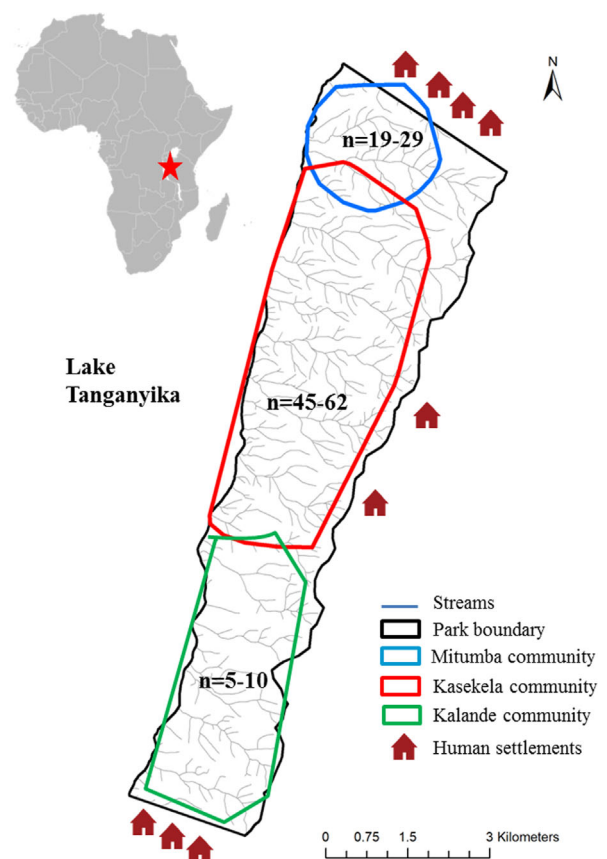 N
n=19-29
Lake
Tanganyika
n=45-62
n=5-10
Streams
Park boundary
Mitumba community
Kasekela community
Kalande community
Human settlements
0 0.75 1.5 3 Kilometers